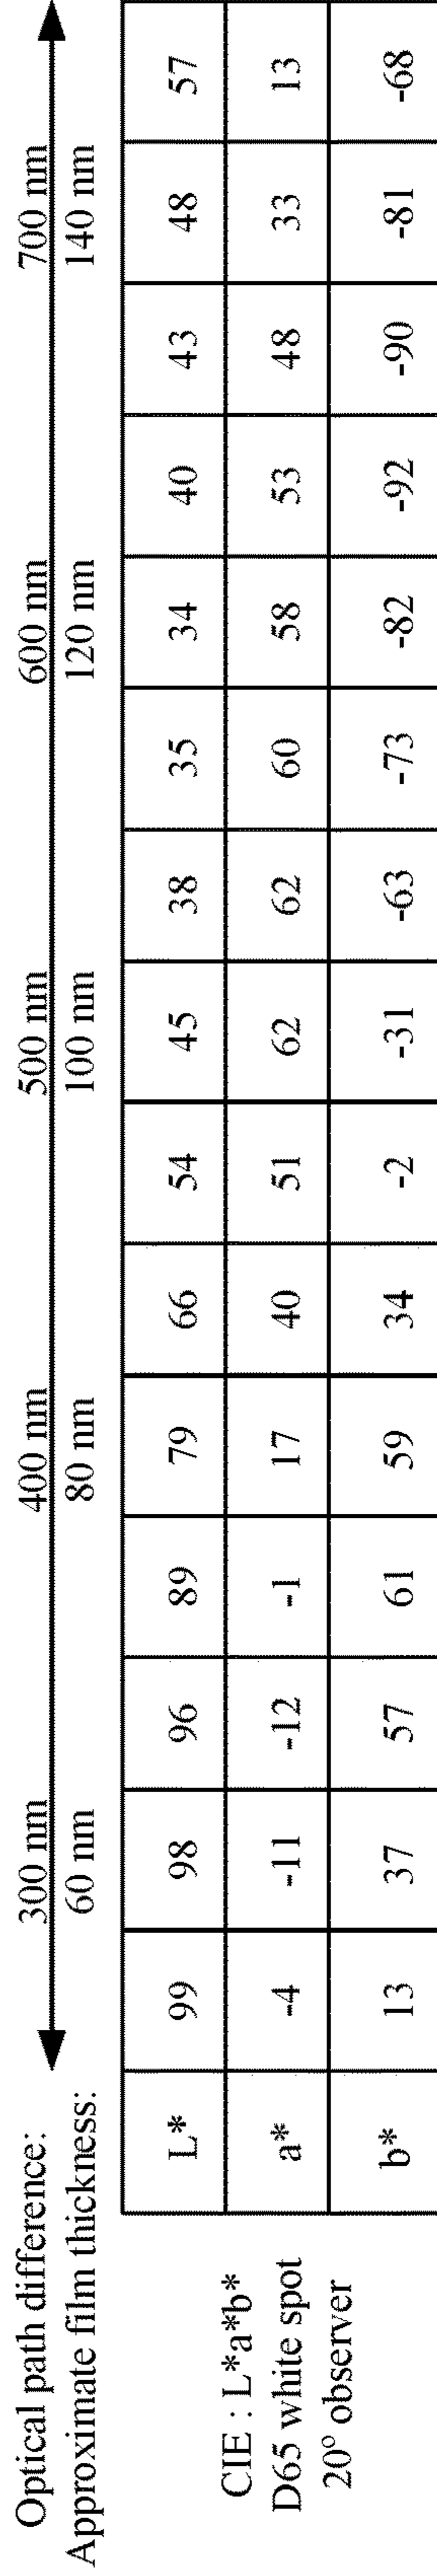 Optical path difference: 300 nm 400 nm 500 nm 600 nm 700 nm
Approximate film thickness: 60 nm 80 nm 100 nm 120 nm 140 nm
CIE : L*a*b*
D65 white spot
20° observer
L* 99 98 96 89 79 66 54 45 38 35 34 40 43 48 57
a* -4 -11 -12 -1 17 40 51 62 62 60 58 53 48 33 13
b* 13 37 57 61 59 34 -2 -31 -63 -73 -82 -92 -90 -81 -68